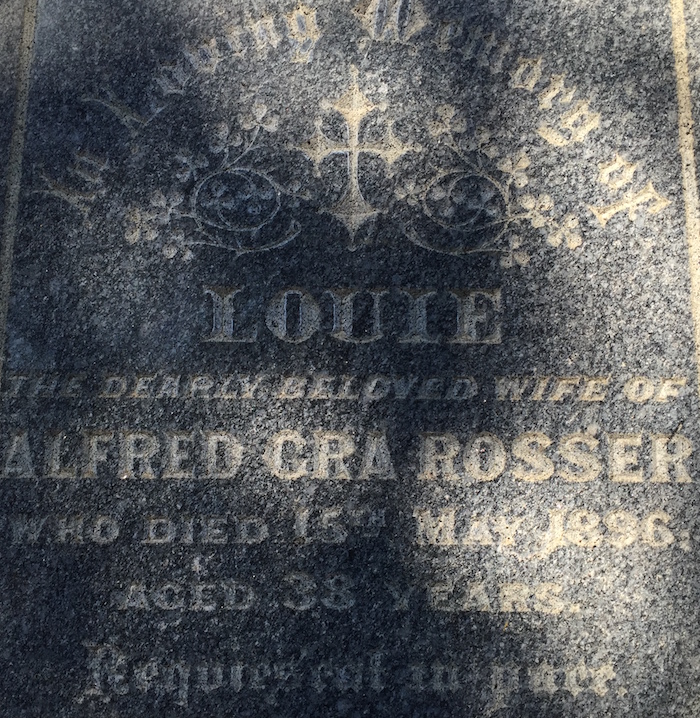 In Loving Memory of
LOUIE
THE DEARLY BELOVED WIFE OF
ALFRED GRA ROSSER
WHO DIED 15TH MAY 1896.
AGED 38 YEARS.
Requiescat in pace.